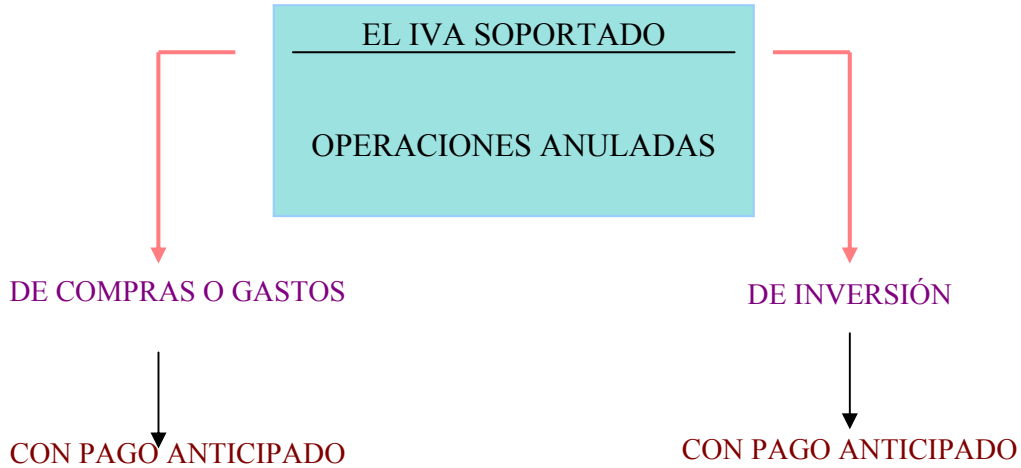 EL IVA SOPORTADO
OPERACIONES ANULADAS
DE COMPRAS O GASTOS
DE INVERSIÓN
CON PAGO ANTICIPADO
CON PAGO ANTICIPADO